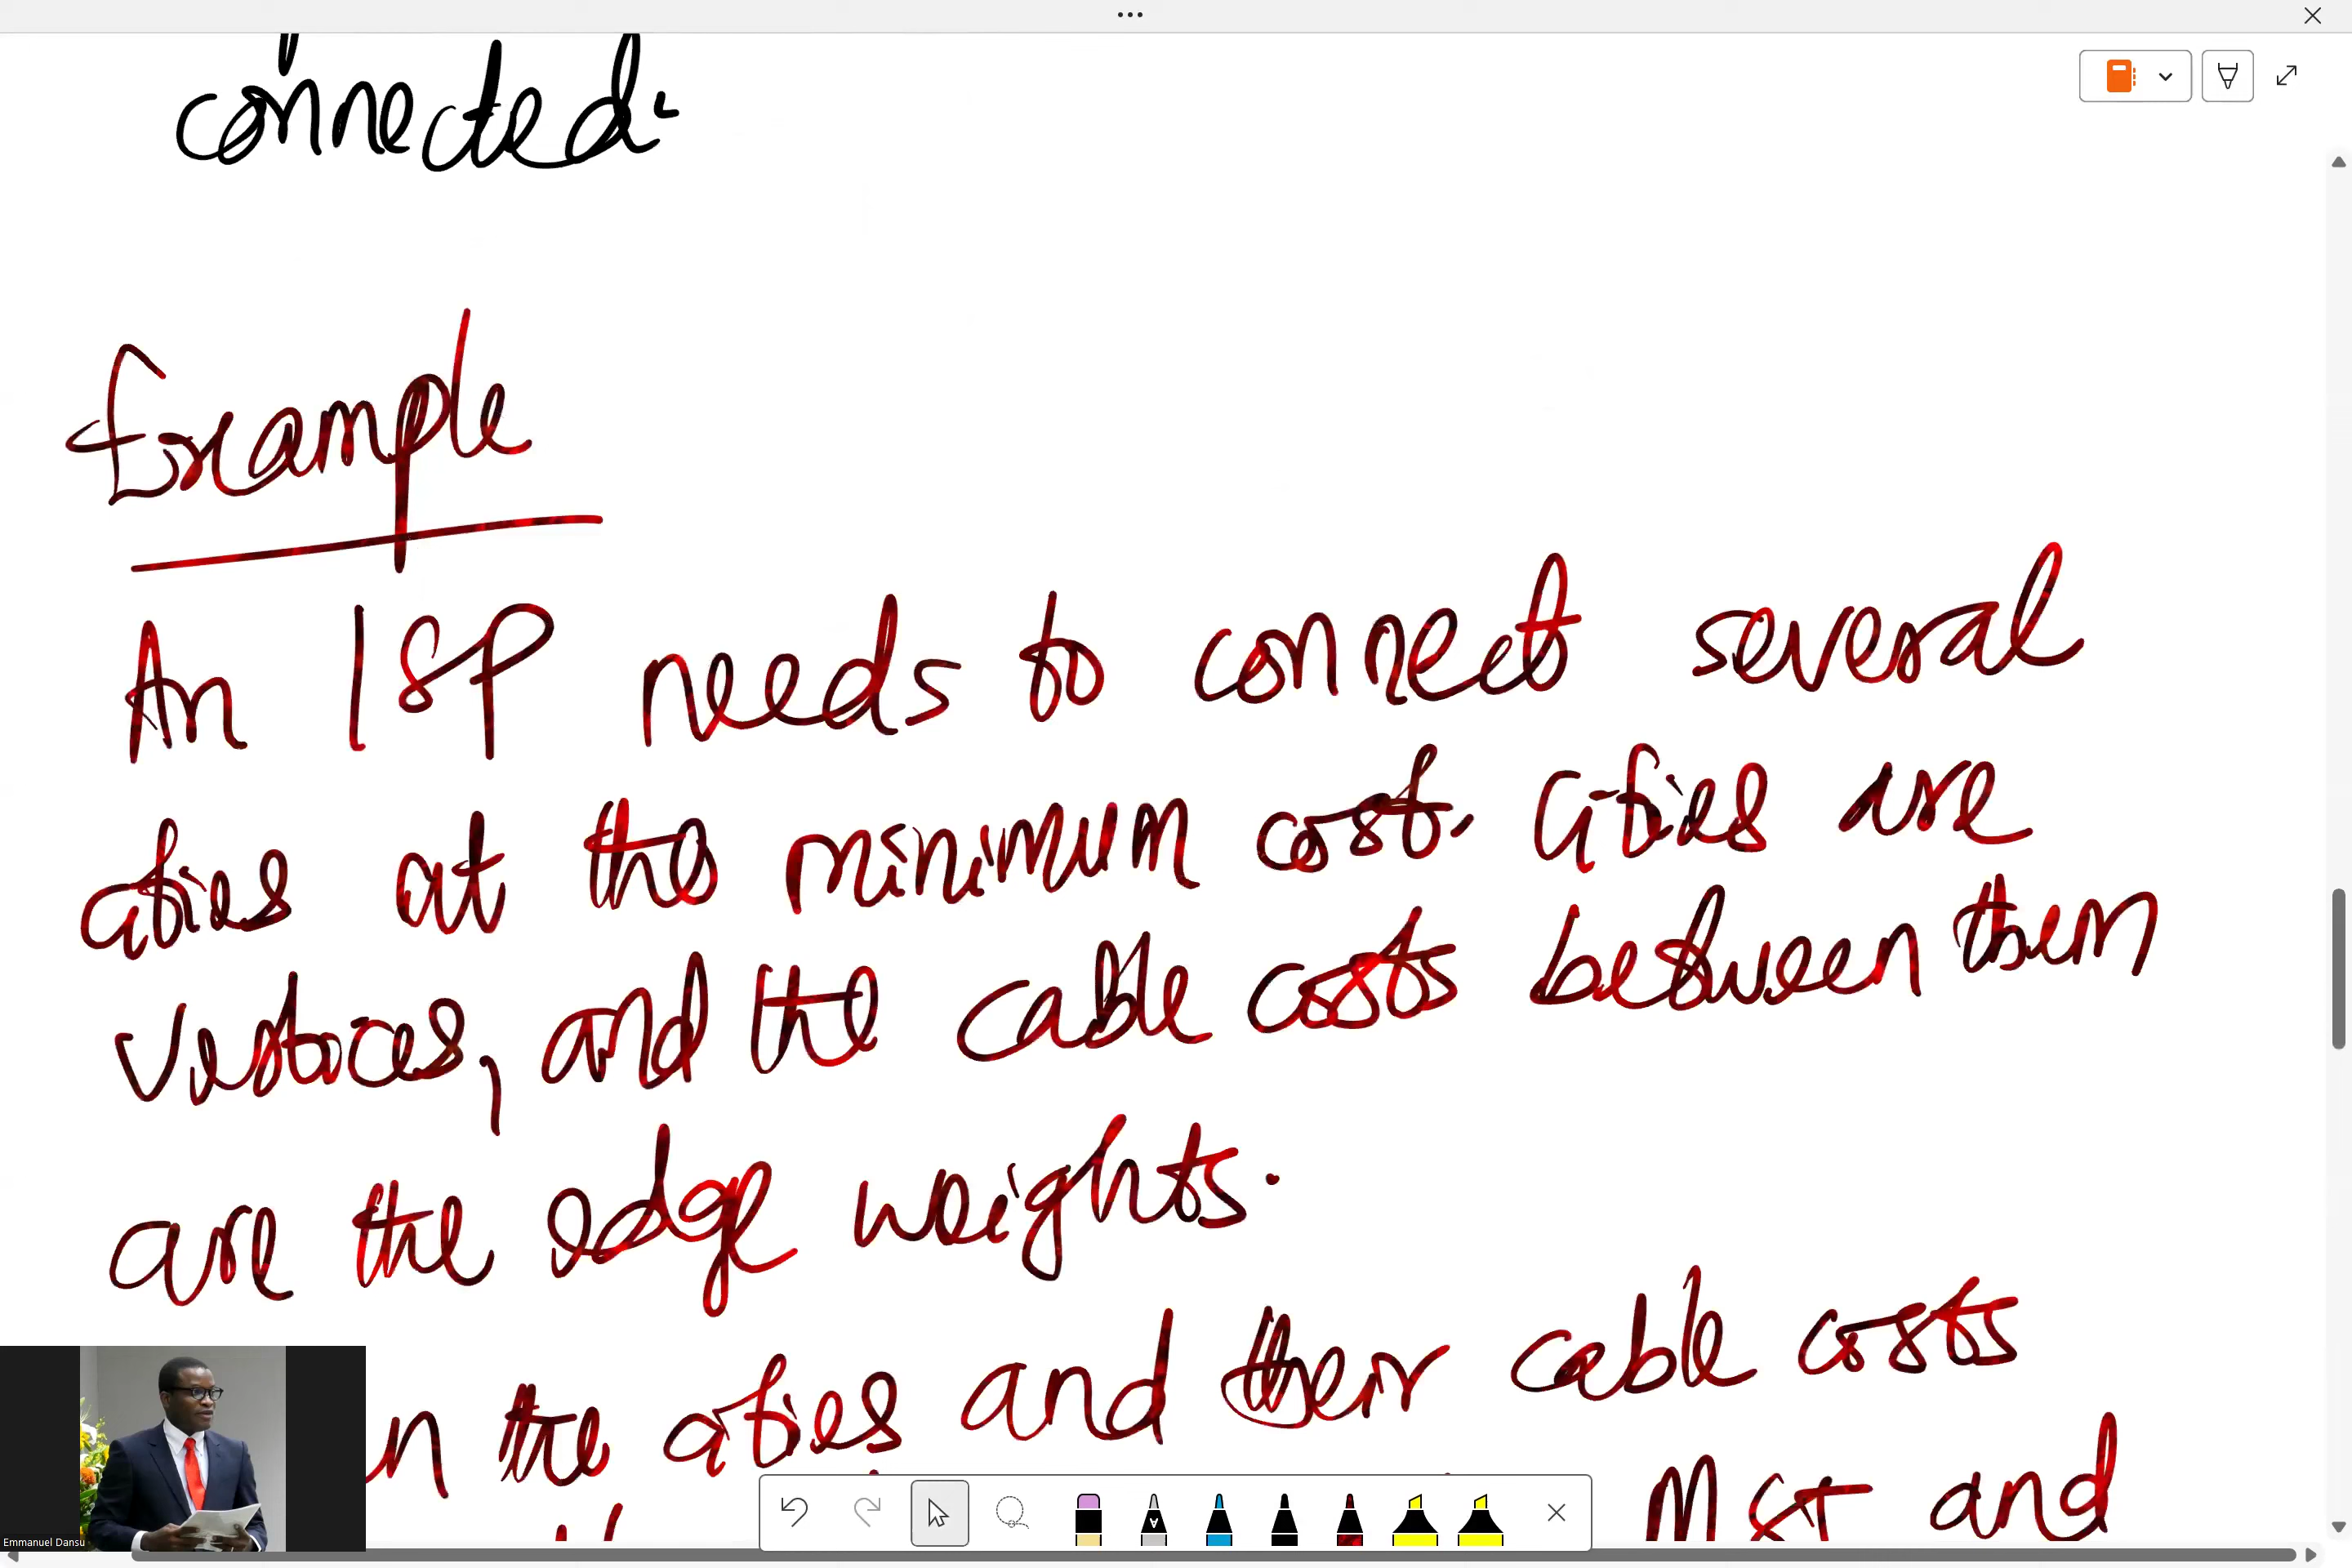 connected.
Example
An ISP needs to connect several
cities at the minimum cost. Cities are
vertices, and the cable costs between them
are the edge weights.
the cities and their cable costs
MST and
Emmanuel Dansu